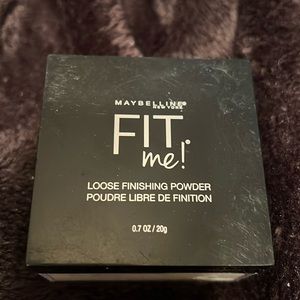 MAYBELLINE
NEW YORK
FIT
me!
LOOSE FINISHING POWDER
POUDRE LIBRE DE FINITION
0.7 OZ / 20g